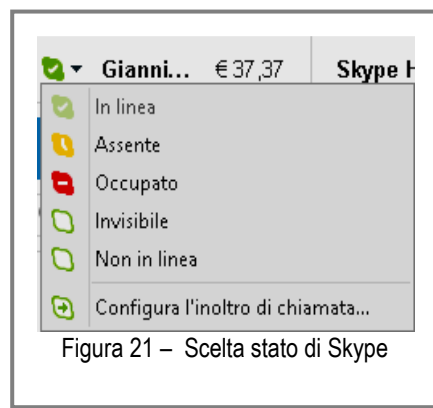 Gianni... € 37,37 Skype H
In linea
Assente
Occupato
Invisibile
Non in linea
Configura l'inoltro di chiamata...
Figura 21 – Scelta stato di Skype